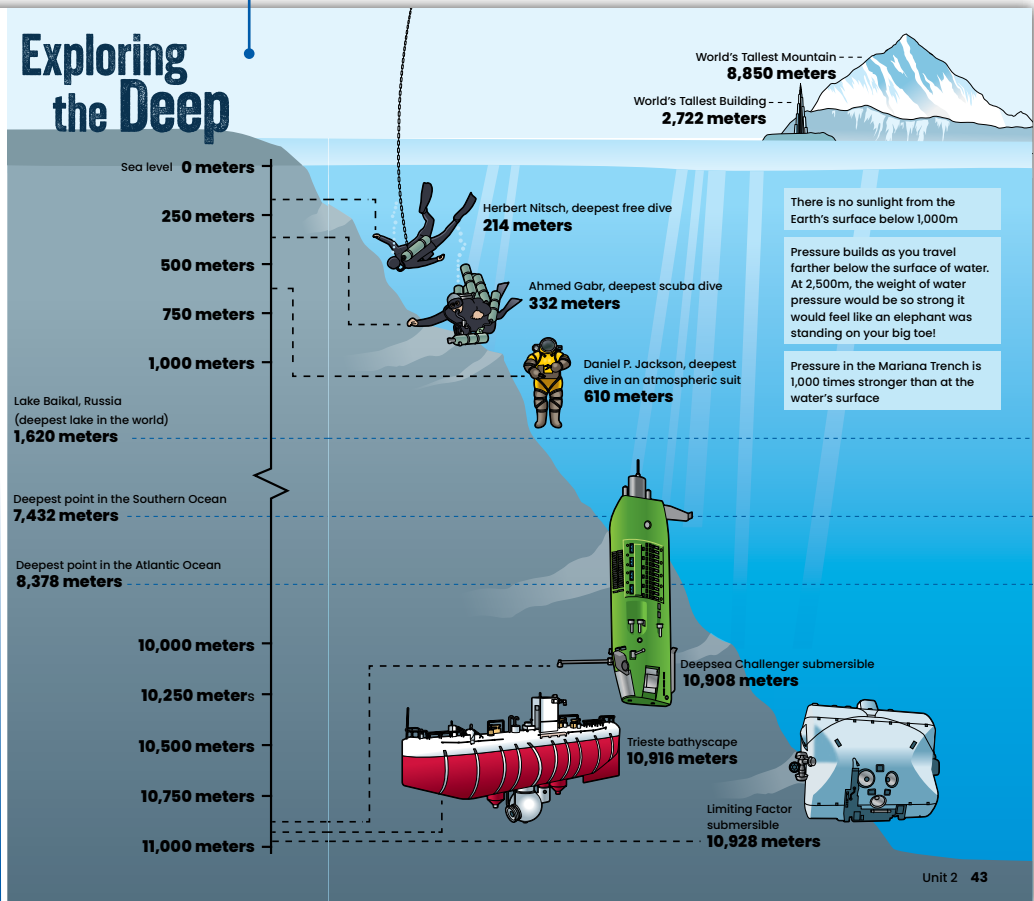 Exploring
the Deep
World's Tallest Mountain
8,850 meters
World's Tallest Building
2,722 meters
Sea level 0 meters
250 meters
500 meters
750 meters
1,000 meters
Herbert Nitsch, deepest free dive
214 meters
Ahmed Gabr, deepest scuba dive
332 meters
Daniel P. Jackson, deepest
dive in an atmospheric suit
610 meters
There is no sunlight from the
Earth's surface below 1,000m
Pressure builds as you travel
farther below the surface of water.
At 2,500m, the weight of water
pressure would be so strong it
would feel like an elephant was
standing on your big toe!
Pressure in the Mariana Trench is
1,000 times stronger than at the
water's surface
Lake Baikal, Russia
(deepest lake in the world)
1,620 meters
Deepest point in the Southern Ocean
7,432 meters
Deepest point in the Atlantic Ocean
8,378 meters
10,000 meters
10,250 meters
10,500 meters
10,750 meters
11,000 meters
Deepsea Challenger submersible
10,908 meters
Trieste bathyscape
10,916 meters
Limiting Factor
submersible
10,928 meters
Unit 2 43